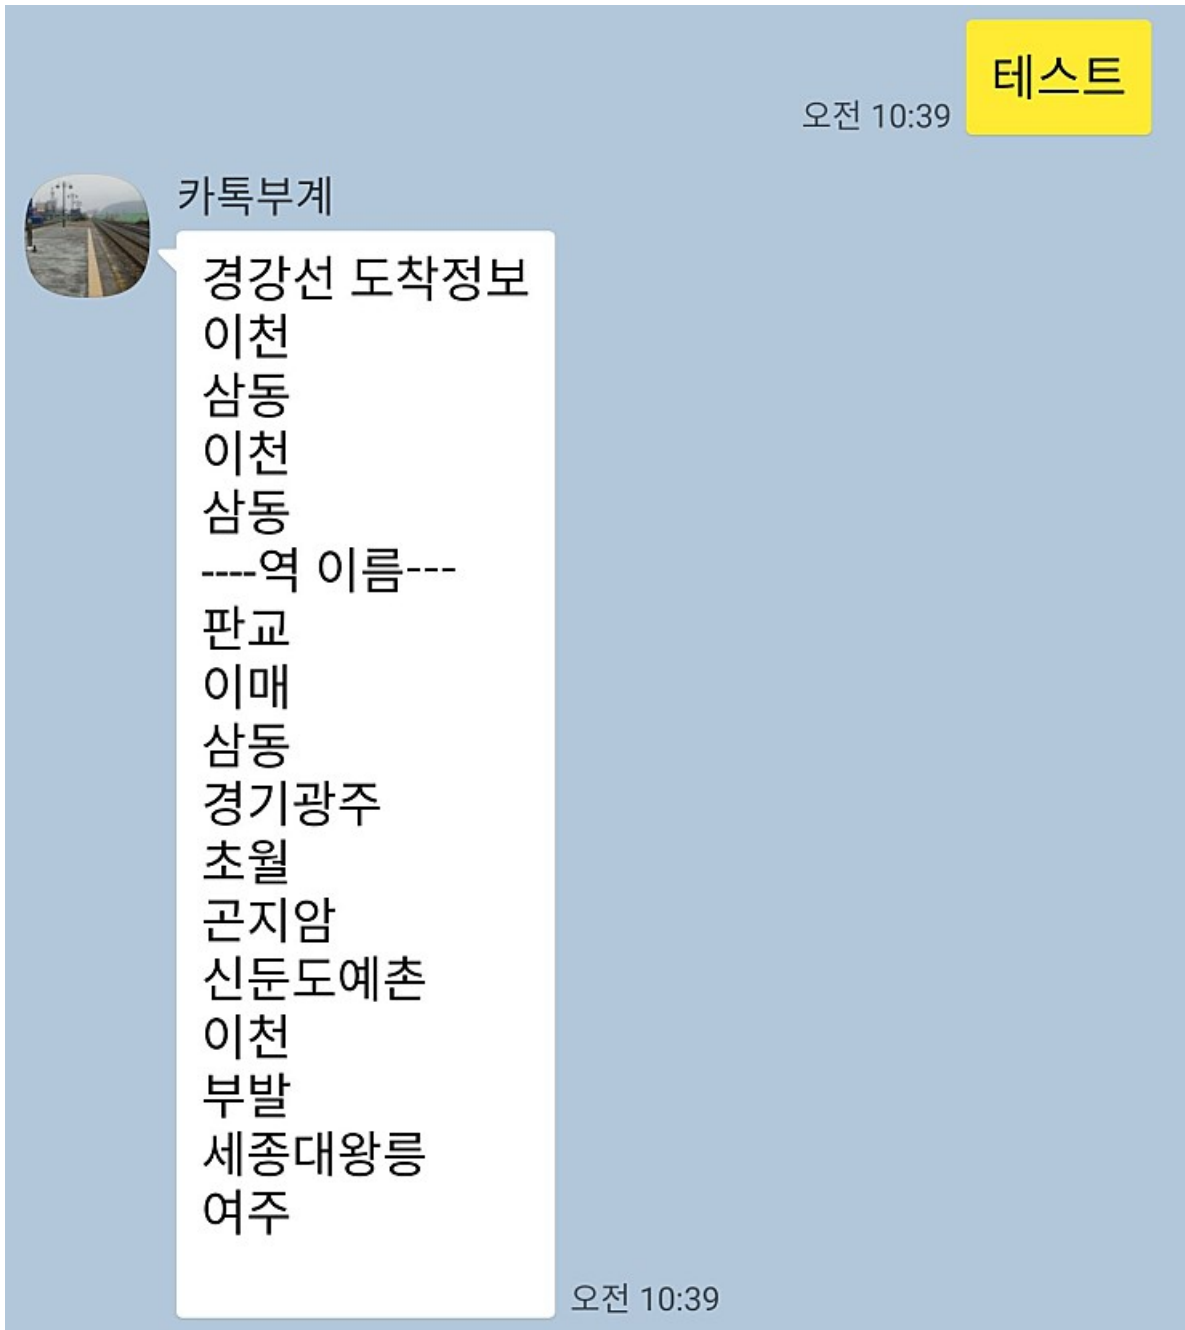 테스트
오전 10:39
카톡부계
경강선 도착정보
이천
삼동
이천
삼동
----역 이름---
판교
이매
삼동
경기광주
초월
곤지암
신둔도예촌
이천
부발
세종대왕릉
여주
오전 10:39